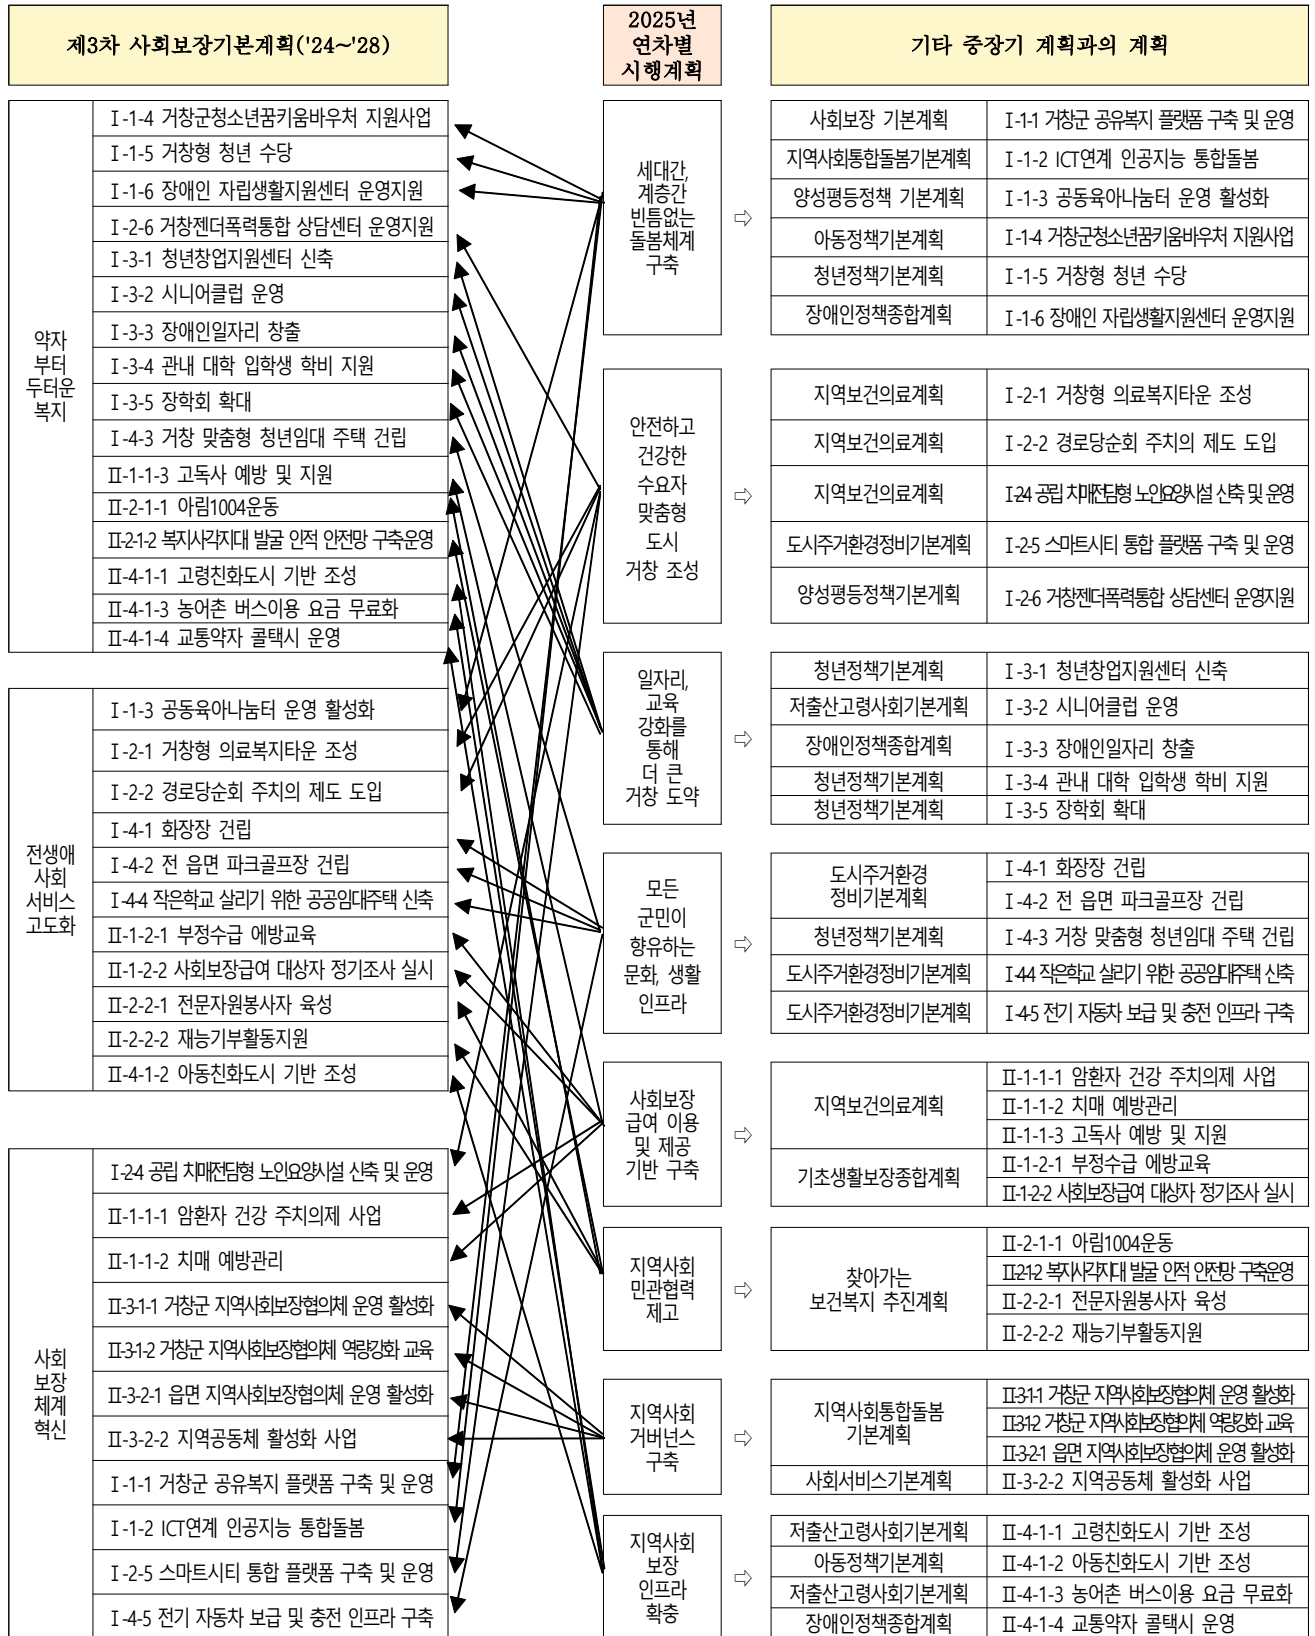 제3차 사회보장기본계획('24~'28)
2025년
연차별
시행계획
기타 중장기 계획과의 계획
약자
부터
두터운
복지
Ⅰ-1-4 거창군청소년꿈키움바우처 지원사업
Ⅰ-1-5 거창형 청년 수당
Ⅰ-1-6 장애인 자립생활지원센터 운영지원
Ⅰ-2-6 거창젠더폭력통합 상담센터 운영지원
Ⅰ-3-1 청년창업지원센터 신축
Ⅰ-3-2 시니어클럽 운영
Ⅰ-3-3 장애인일자리 창출
Ⅰ-3-4 관내 대학 입학생 학비 지원
Ⅰ-3-5 장학회 확대
Ⅰ-4-3 거창 맞춤형 청년임대 주택 건립
Ⅱ-1-1-3 고독사 예방 및 지원
Ⅱ-2-1-1 아림1004운동
Ⅱ-2-1-2 복지사각지대 발굴 인적 안전망 구축운영
Ⅱ-4-1-1 고령친화도시 기반 조성
Ⅱ-4-1-3 농어촌 버스이용 요금 무료화
Ⅱ-4-1-4 교통약자 콜택시 운영
전생애
사회
서비스
고도화
Ⅰ-1-3 공동육아나눔터 운영 활성화
Ⅰ-2-1 거창형 의료복지타운 조성
Ⅰ-2-2 경로당순회 주치의 제도 도입
Ⅰ-4-1 화장장 건립
Ⅰ-4-2 전 읍면 파크골프장 건립
Ⅰ-4-4 작은학교 살리기 위한 공공임대주택 신축
Ⅱ-1-2-1 부정수급 에방교육
Ⅱ-1-2-2 사회보장급여 대상자 정기조사 실시
Ⅱ-2-2-1 전문자원봉사자 육성
Ⅱ-2-2-2 재능기부활동지원
Ⅱ-4-1-2 아동친화도시 기반 조성
사회
보장
체계
혁신
Ⅰ-2-4 공립 치매전담형 노인요양시설 신축 및 운영
Ⅱ-1-1-1 암환자 건강 주치의제 사업
Ⅱ-1-1-2 치매 예방관리
Ⅱ-3-1-1 거창군 지역사회보장협의체 운영 활성화
Ⅱ-3-1-2 거창군 지역사회보장협의체 역량강화 교육
Ⅱ-3-2-1 읍면 지역사회보장협의체 운영 활성화
Ⅱ-3-2-2 지역공동체 활성화 사업
Ⅰ-1-1 거창군 공유복지 플랫폼 구축 및 운영
Ⅰ-1-2 ICT연계 인공지능 통합돌봄
Ⅰ-2-5 스마트시티 통합 플랫폼 구축 및 운영
Ⅰ-4-5 전기 자동차 보급 및 충전 인프라 구축
세대간,
계층간
빈틈없는
돌봄체계
구축
⇨
사회보장 기본계획 Ⅰ-1-1 거창군 공유복지 플랫폼 구축 및 운영
지역사회통합돌봄기본계획 Ⅰ-1-2 ICT연계 인공지능 통합돌봄
양성평등정책 기본계획 Ⅰ-1-3 공동육아나눔터 운영 활성화
아동정책기본계획 Ⅰ-1-4 거창군청소년꿈키움바우처 지원사업
청년정책기본계획 Ⅰ-1-5 거창형 청년 수당
장애인정책종합계획 Ⅰ-1-6 장애인 자립생활지원센터 운영지원
안전하고
건강한
수요자
맞춤형
도시
거창 조성
⇨
지역보건의료계획 Ⅰ-2-1 거창형 의료복지타운 조성
지역보건의료계획 Ⅰ-2-2 경로당순회 주치의 제도 도입
지역보건의료계획 Ⅰ-2-4 공립 치매전담형 노인요양시설 신축 및 운영
도시주거환경정비기본계획 Ⅰ-2-5 스마트시티 통합 플랫폼 구축 및 운영
양성평등정책기본게획 Ⅰ-2-6 거창젠더폭력통합 상담센터 운영지원
일자리,
교육
강화를
통해
더 큰
거창 도약
⇨
청년정책기본계획 Ⅰ-3-1 청년창업지원센터 신축
저출산고령사회기본게획 Ⅰ-3-2 시니어클럽 운영
장애인정책종합계획 Ⅰ-3-3 장애인일자리 창출
청년정책기본계획 Ⅰ-3-4 관내 대학 입학생 학비 지원
청년정책기본계획 Ⅰ-3-5 장학회 확대
모든
군민이
향유하는
문화, 생활
인프라
⇨
도시주거환경
정비기본계획
Ⅰ-4-1 화장장 건립
Ⅰ-4-2 전 읍면 파크골프장 건립
청년정책기본계획 Ⅰ-4-3 거창 맞춤형 청년임대 주택 건립
도시주거환경정비기본계획 Ⅰ-4-4 작은학교 살리기 위한 공공임대주택 신축
도시주거환경정비기본계획 Ⅰ-4-5 전기 자동차 보급 및 충전 인프라 구축
사회보장
급여 이용
및 제공
기반 구축
⇨
지역보건의료계획
Ⅱ-1-1-1 암환자 건강 주치의제 사업
Ⅱ-1-1-2 치매 예방관리
Ⅱ-1-1-3 고독사 예방 및 지원
기초생활보장종합계획
Ⅱ-1-2-1 부정수급 에방교육
Ⅱ-1-2-2 사회보장급여 대상자 정기조사 실시
지역사회
민관협력
제고
⇨
찾아가는
보건복지 추진계획
Ⅱ-2-1-1 아림1004운동
Ⅱ-2-1-2 복지사각지대 발굴 인적 안전망 구축운영
Ⅱ-2-2-1 전문자원봉사자 육성
Ⅱ-2-2-2 재능기부활동지원
지역사회
거버넌스
구축
⇨
지역사회통합돌봄
기본계획
Ⅱ-3-1-1 거창군 지역사회보장협의체 운영 활성화
Ⅱ-3-1-2 거창군 지역사회보장협의체 역량강화 교육
Ⅱ-3-2-1 읍면 지역사회보장협의체 운영 활성화
사회서비스기본계획 Ⅱ-3-2-2 지역공동체 활성화 사업
지역사회
보장
인프라
확충
⇨
저출산고령사회기본게획 Ⅱ-4-1-1 고령친화도시 기반 조성
아동정책기본계획 Ⅱ-4-1-2 아동친화도시 기반 조성
저출산고령사회기본게획 Ⅱ-4-1-3 농어촌 버스이용 요금 무료화
장애인정책종합계획 Ⅱ-4-1-4 교통약자 콜택시 운영